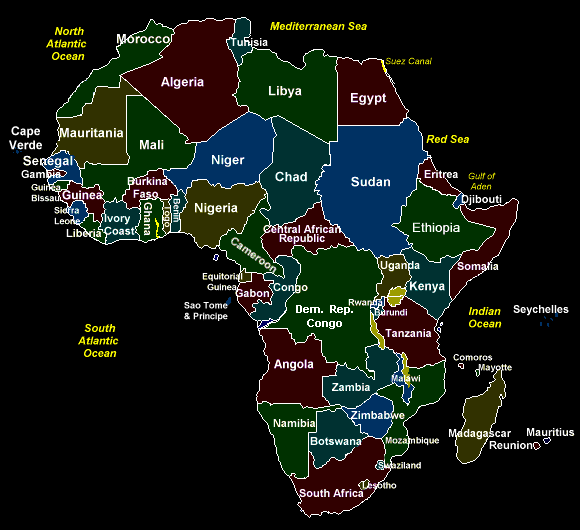 Mediterranean Sea
North
Atlantic
Ocean
Morocco
Tunisia
Suez Canal
Algeria
Libya
Egypt
Cape
Verde
Mauritania
Mali
Niger
Chad
Sudan
Red Sea
Eritrea
Gulf of
Aden
Djibouti
Senegal
Gambia
Guinea
Bissau
Guinea
Sierra
Leone
Liberia
Ivory
Coast
Burkina
Faso
Ghana
Togo
Benin
Nigeria
Cameroon
Central African
Republic
Ethiopia
Somalia
Equitorial
Guinea
Sao Tome
& Principe
Gabon
Congo
Dem. Rep.
Congo
Uganda
Kenya
Rwanda
Burundi
Tanzania
Indian
Ocean
Seychelles
South
Atlantic
Ocean
Angola
Zambia
Malawi
Comoros
Mayotte
Namibia
Botswana
Zimbabwe
Mozambique
Madagascar
Reunion
Mauritius
Swaziland
Lesotho
South Africa